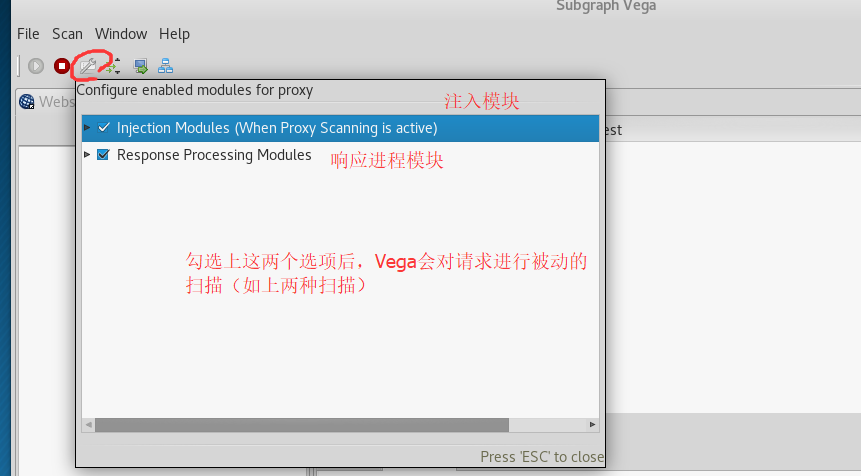 Subgraph Vega
File Scan Window Help
Webs
Configure enabled modules for proxy
注入模块
Injection Modules (When Proxy Scanning is active)
est
Response Processing Modules
响应进程模块
勾选上这两个选项后，Vega会对请求进行被动的
扫描（如上两种扫描）
Press 'ESC' to close